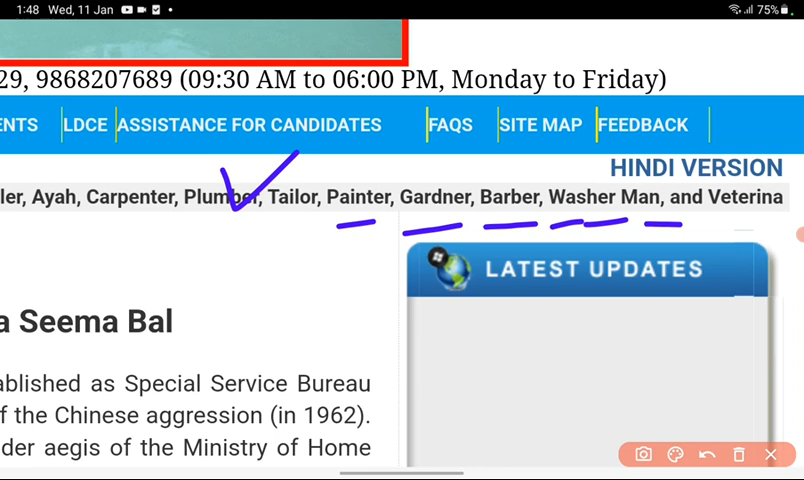 1:48 Wed, 11 Jan
75%
29, 9868207689 (09:30 AM to 06:00 PM, Monday to Friday)
ENTS LDCE ASSISTANCE FOR CANDIDATES FAQS SITE MAP FEEDBACK
HINDI VERSION
ler, Ayah, Carpenter, Plumber, Tailor, Painter, Gardner, Barber, Washer Man, and Veterina
LATEST UPDATES
a Seema Bal
ablished as Special Service Bureau
f the Chinese aggression (in 1962).
der aegis of the Ministry of Home